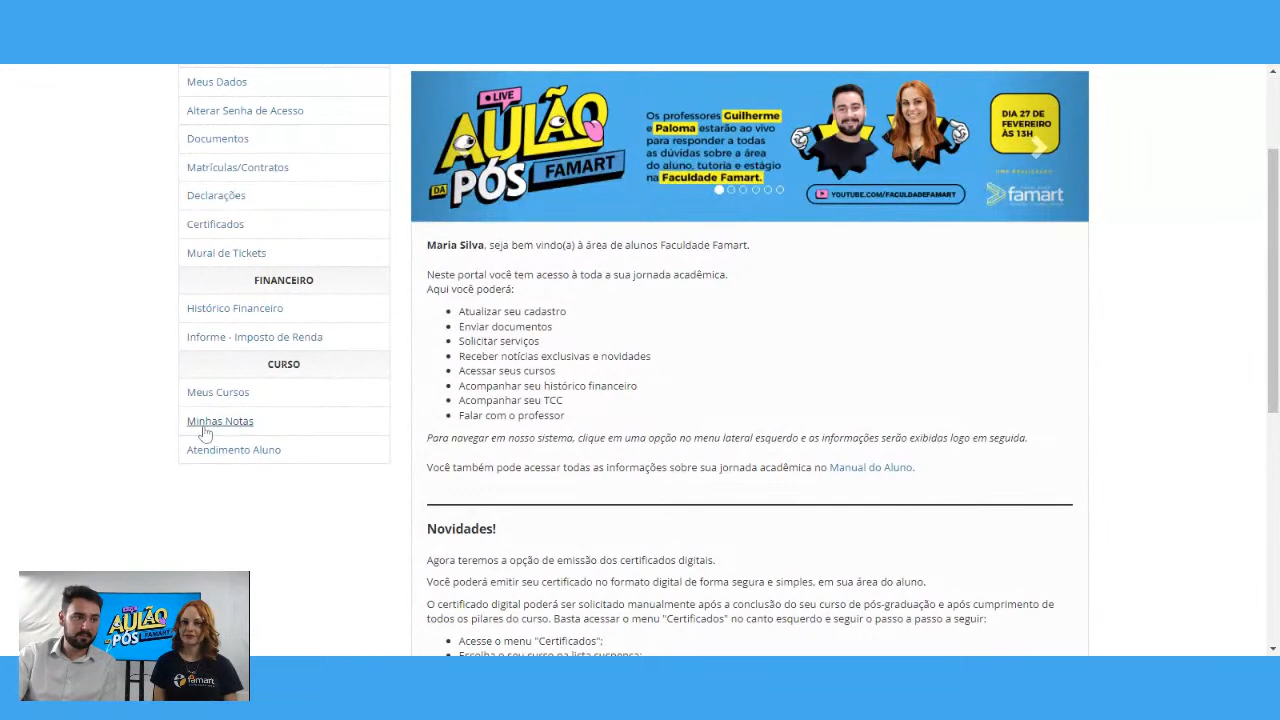 Meus Dados
Alterar Senha de Acesso
Documentos
Matrículas/Contratos
Declarações
Certificados
Mural de Tickets
FINANCEIRO
Histórico Financeiro
Informe - Imposto de Renda
CURSO
Meus Cursos
Minhas Notas
Atendimento Aluno
LIVE
AULÃO
DA PÓS FAMART
Os professores Guilherme
e Paloma estarão ao vivo
para responder a todas
as dúvidas sobre a área
do aluno, tutoria e estágio
na Faculdade Famart.
DIA 27 DE
FEVEREIRO
ÀS 13H
UMA REALIZAÇÃO
famart
YOUTUBE.COM/FACULDADEFAMART
Maria Silva, seja bem vindo(a) à área de alunos Faculdade Famart.
Neste portal você tem acesso à toda a sua jornada acadêmica.
Aqui você poderá:
Atualizar seu cadastro
Enviar documentos
Solicitar serviços
Receber notícias exclusivas e novidades
Acessar seus cursos
Acompanhar seu histórico financeiro
Acompanhar seu TCC
Falar com o professor
Para navegar em nosso sistema, clique em uma opção no menu lateral esquerdo e as informações serão exibidas logo em seguida.
Você também pode acessar todas as informações sobre sua jornada acadêmica no Manual do Aluno.
Novidades!
Agora teremos a opção de emissão dos certificados digitais.
Você poderá emitir seu certificado no formato digital de forma segura e simples, em sua área do aluno.
O certificado digital poderá ser solicitado manualmente após a conclusão do seu curso de pós-graduação e após cumprimento de
todos os pilares do curso. Basta acessar o menu "Certificados" no canto esquerdo e seguir o passo a passo a seguir:
Acesse o menu "Certificados";
Escolha o seu curso na lista suspensa;
AULÃO
DA PÓS FAMART
famart